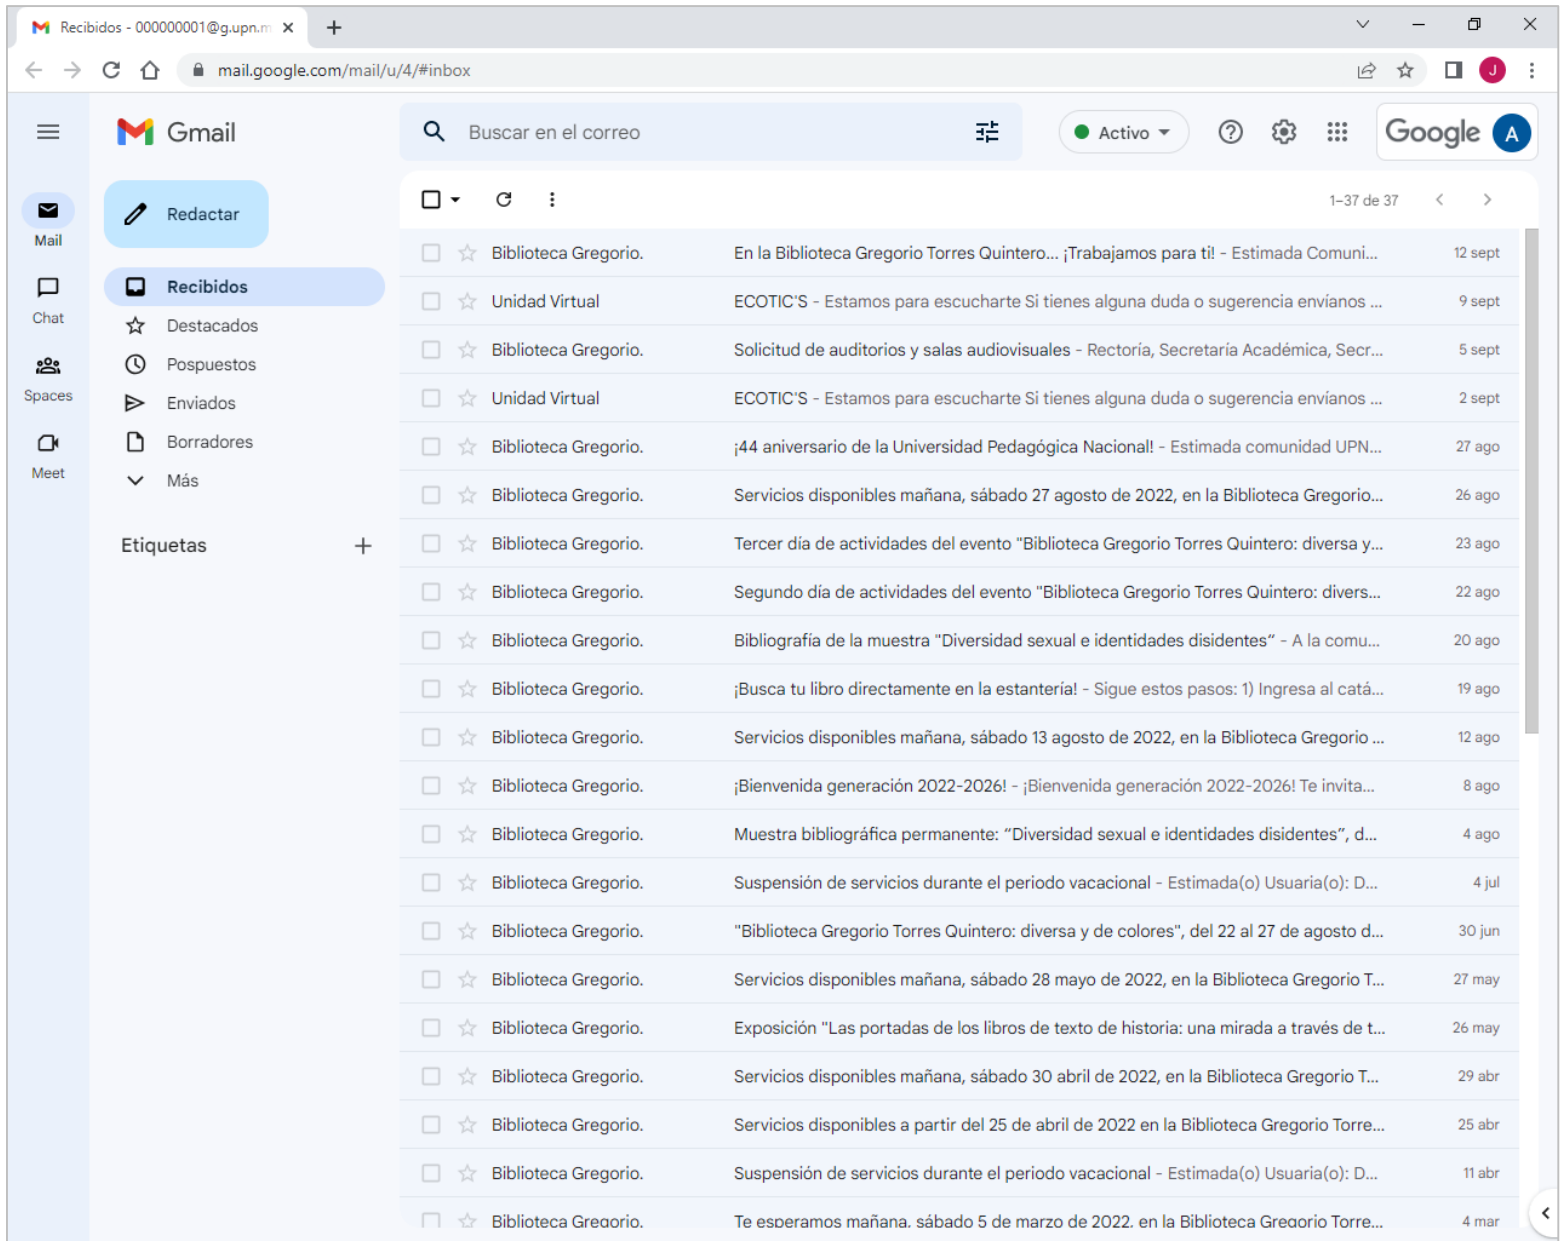 Recibidos - 000000001@g.upn.m
mail.google.com/mail/u/4/#inbox
J
Gmail
Buscar en el correo
Activo
Google
A
Redactar
1–37 de 37
Mail
Chat
Spaces
Meet
Recibidos
Destacados
Pospuestos
Enviados
Borradores
Más
Etiquetas
Biblioteca Gregorio. En la Biblioteca Gregorio Torres Quintero... ¡Trabajamos para ti! - Estimada Comuni... 12 sept
Unidad Virtual ECOTIC'S - Estamos para escucharte Si tienes alguna duda o sugerencia envíanos ... 9 sept
Biblioteca Gregorio. Solicitud de auditorios y salas audiovisuales - Rectoría, Secretaría Académica, Secr... 5 sept
Unidad Virtual ECOTIC'S - Estamos para escucharte Si tienes alguna duda o sugerencia envíanos ... 2 sept
Biblioteca Gregorio. ¡44 aniversario de la Universidad Pedagógica Nacional! - Estimada comunidad UPN... 27 ago
Biblioteca Gregorio. Servicios disponibles mañana, sábado 27 agosto de 2022, en la Biblioteca Gregorio... 26 ago
Biblioteca Gregorio. Tercer día de actividades del evento "Biblioteca Gregorio Torres Quintero: diversa y... 23 ago
Biblioteca Gregorio. Segundo día de actividades del evento "Biblioteca Gregorio Torres Quintero: divers... 22 ago
Biblioteca Gregorio. Bibliografía de la muestra "Diversidad sexual e identidades disidentes“ - A la comu... 20 ago
Biblioteca Gregorio. ¡Busca tu libro directamente en la estantería! - Sigue estos pasos: 1) Ingresa al catá... 19 ago
Biblioteca Gregorio. Servicios disponibles mañana, sábado 13 agosto de 2022, en la Biblioteca Gregorio ... 12 ago
Biblioteca Gregorio. ¡Bienvenida generación 2022-2026! - ¡Bienvenida generación 2022-2026! Te invita... 8 ago
Biblioteca Gregorio. Muestra bibliográfica permanente: “Diversidad sexual e identidades disidentes”, d... 4 ago
Biblioteca Gregorio. Suspensión de servicios durante el periodo vacacional - Estimada(o) Usuaria(o): D... 4 jul
Biblioteca Gregorio. "Biblioteca Gregorio Torres Quintero: diversa y de colores", del 22 al 27 de agosto d... 30 jun
Biblioteca Gregorio. Servicios disponibles mañana, sábado 28 mayo de 2022, en la Biblioteca Gregorio T... 27 may
Biblioteca Gregorio. Exposición "Las portadas de los libros de texto de historia: una mirada a través de t... 26 may
Biblioteca Gregorio. Servicios disponibles mañana, sábado 30 abril de 2022, en la Biblioteca Gregorio T... 29 abr
Biblioteca Gregorio. Servicios disponibles a partir del 25 de abril de 2022 en la Biblioteca Gregorio Torre... 25 abr
Biblioteca Gregorio. Suspensión de servicios durante el periodo vacacional - Estimada(o) Usuaria(o): D... 11 abr
Biblioteca Gregorio. Te esperamos mañana, sábado 5 de marzo de 2022, en la Biblioteca Gregorio Torre... 4 mar